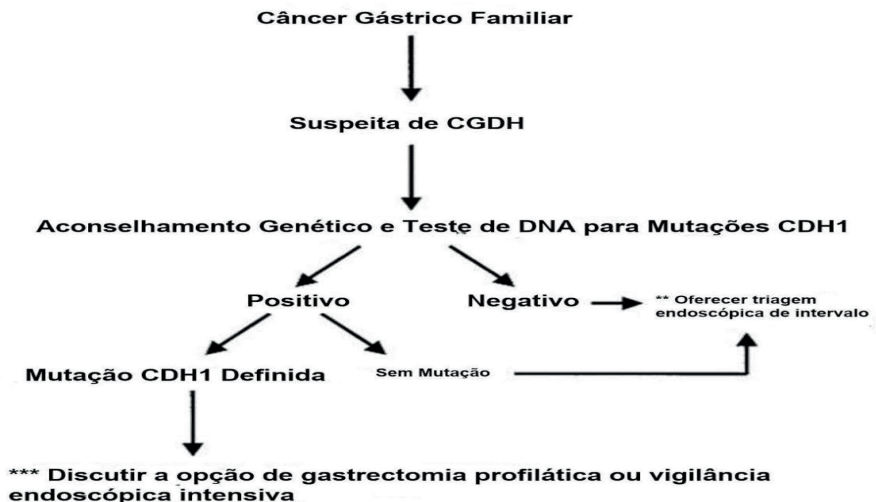 Câncer Gástrico Familiar
Suspeita de CGDH
Aconselhamento Genético e Teste de DNA para Mutações CDH1
Positivo
Negativo
** Oferecer triagem
endoscópica de intervalo
Mutação CDH1 Definida
Sem Mutação
*** Discutir a opção de gastrectomia profilática ou vigilância
endoscópica intensiva